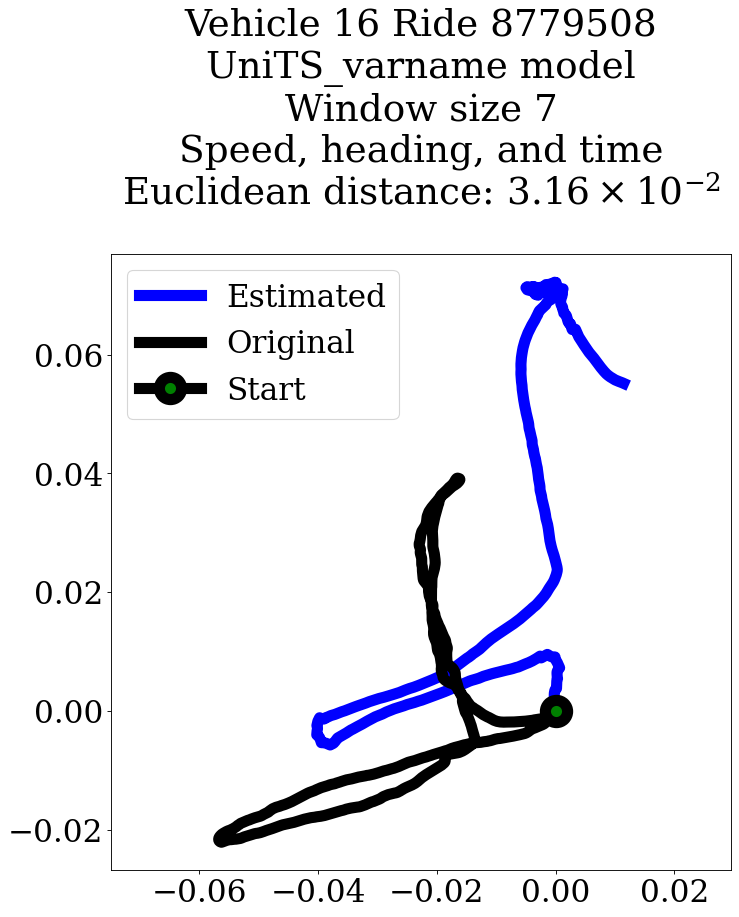 Vehicle 16 Ride 8779508
UniTS_varname model
Window size 7
Speed, heading, and time
Euclidean distance: 3.16 × 10⁻²
Estimated
Original
Start
0.06
0.04
0.02
0.00
−0.02
−0.06 −0.04 −0.02 0.00 0.02